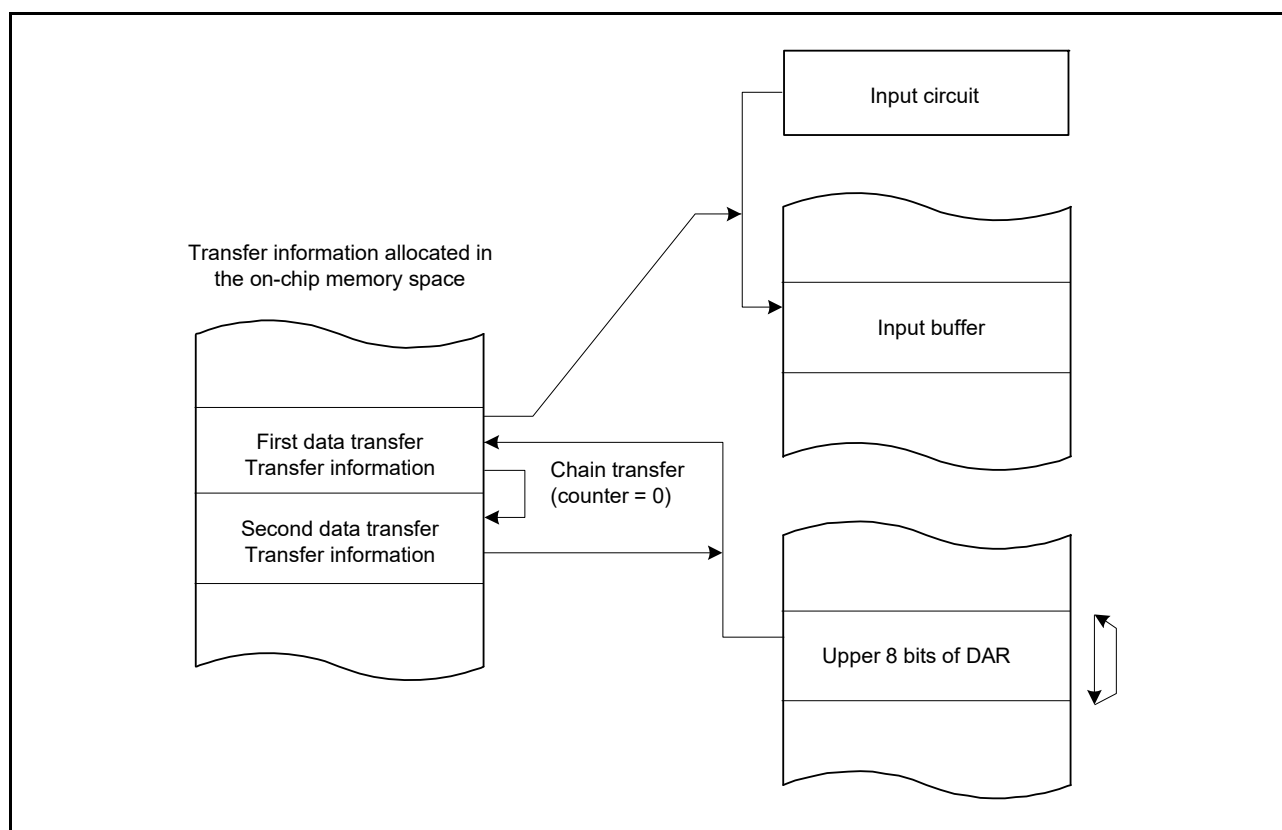 Input circuit
Transfer information allocated in
the on-chip memory space
Input buffer
First data transfer
Transfer information
Chain transfer
(counter = 0)
Second data transfer
Transfer information
Upper 8 bits of DAR